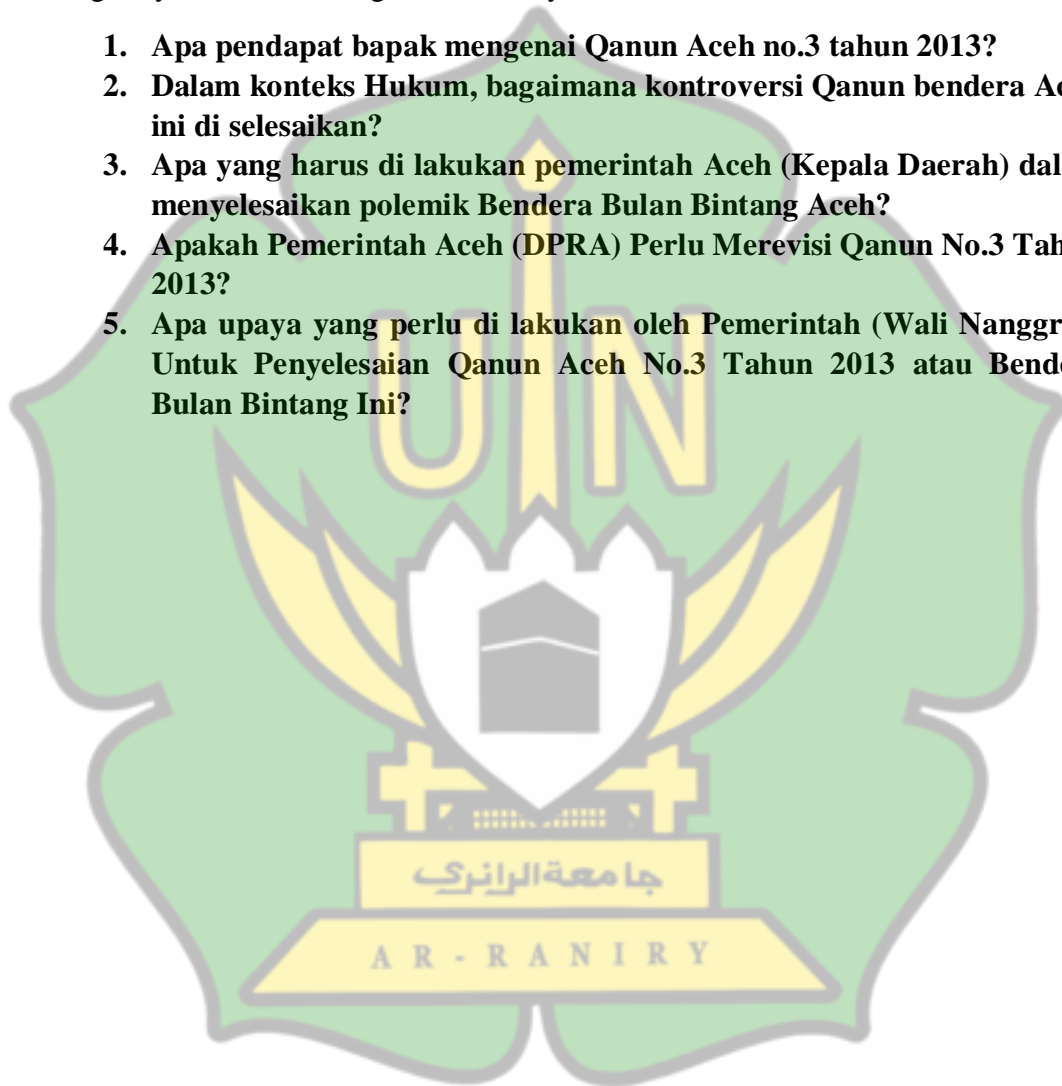 1. Apa pendapat bapak mengenai Qanun Aceh no.3 tahun 2013?
2. Dalam konteks Hukum, bagaimana kontroversi Qanun bendera
ini di selesaikan?
3. Apa yang harus di lakukan pemerintah Aceh (Kepala Daerah)
menyelesaikan polemik Bendera Bulan Bintang Aceh?
4. Apakah Pemerintah Aceh (DPRA) Perlu Merevisi Qanun No.3
2013?
5. Apa upaya yang perlu di lakukan oleh Pemerintah (Wali
Untuk Penyelesaian Qanun Aceh No.3 Tahun 2013 atau
Bulan Bintang Ini?
UIN
جامعة الرانري
AR - RANIRY